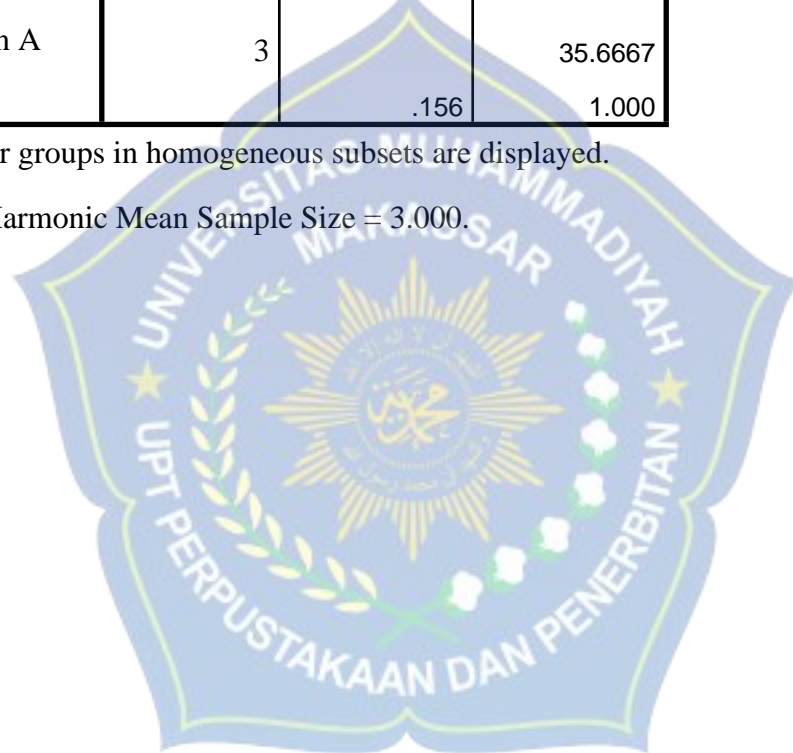 n A 3 35.6667
.156 1.000
r groups in homogeneous subsets are displayed.
Harmonic Mean Sample Size = 3.000.
UNIVERSITAS MUHAMMADIYAH
MAKASSAR
UPT PERPUSTAKAAN DAN PENERBITAN